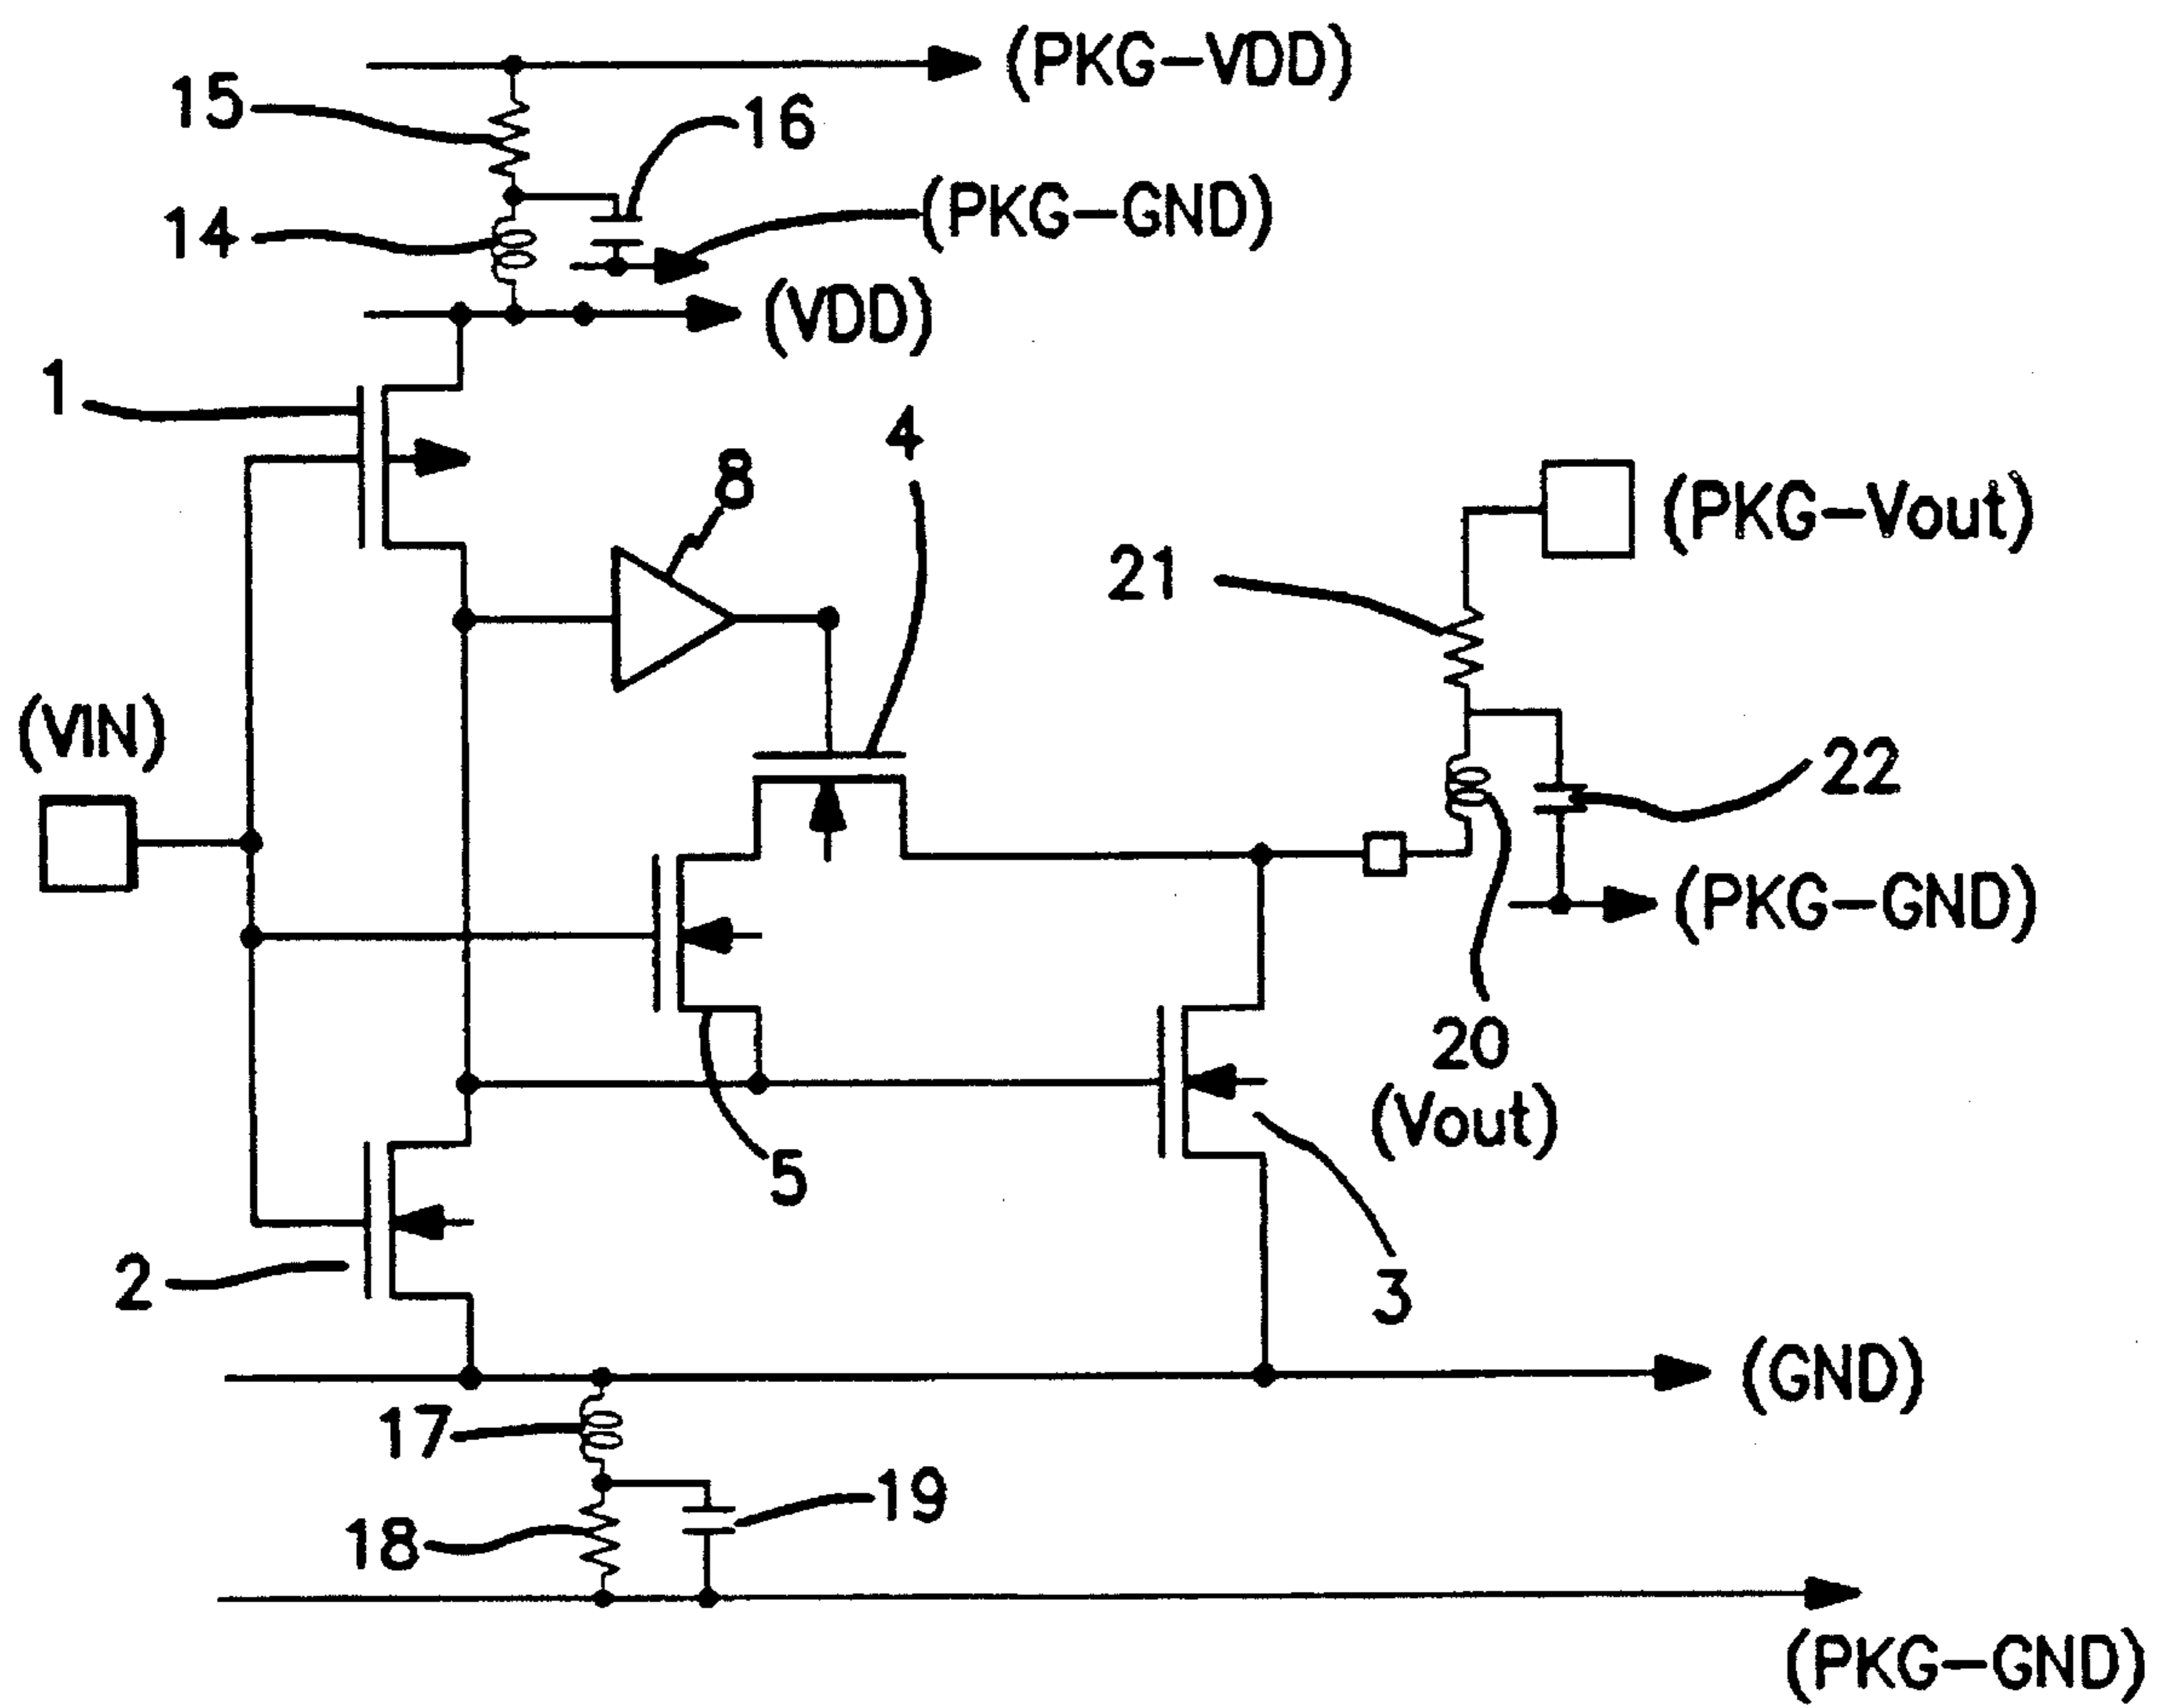 (PKG-VDD)
15
16
(PKG-GND)
14
(VDD)
1
4
8
(PKG-Vout)
21
(VIN)
22
(PKG-GND)
20
(Vout)
5
2
3
(GND)
17
19
18
(PKG-GND)